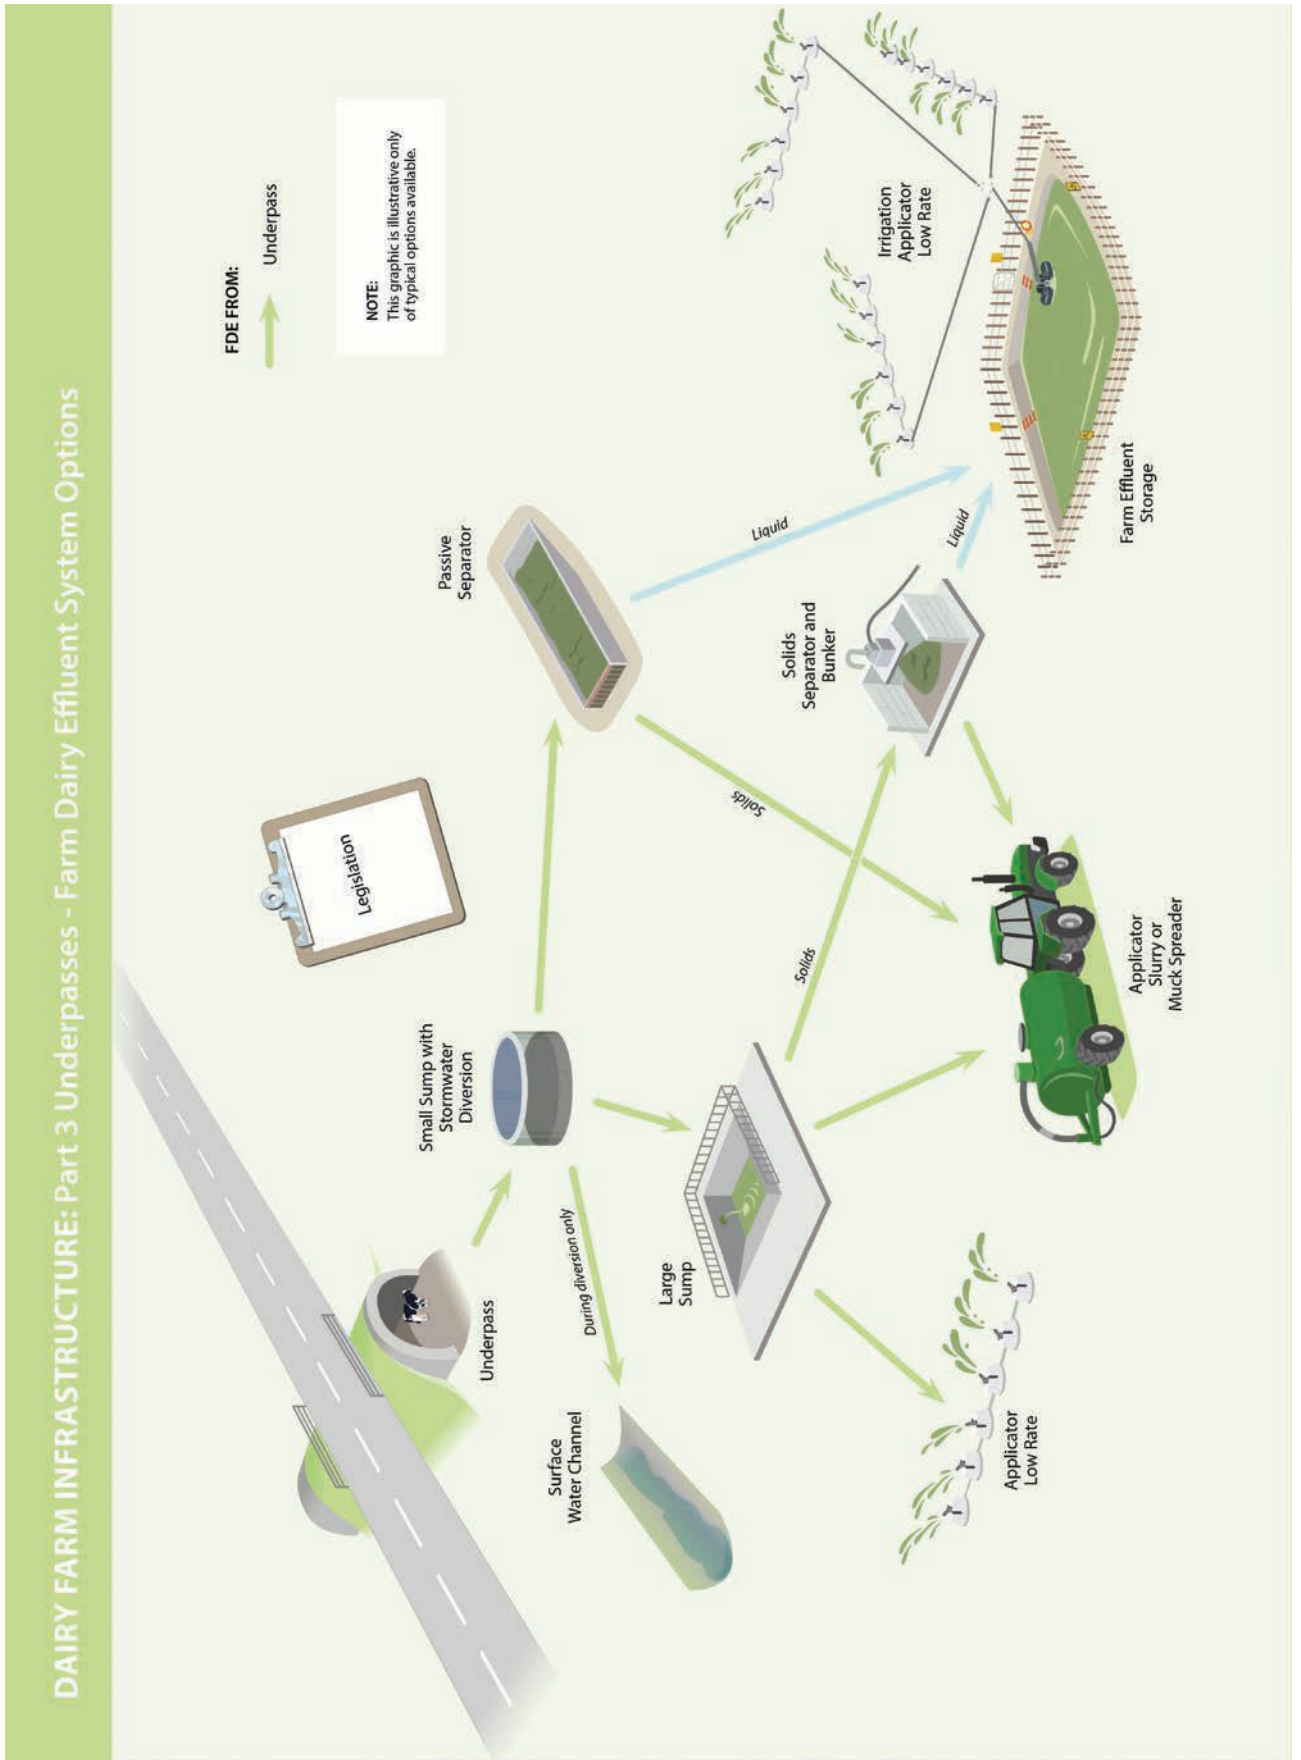 DAIRY FARM INFRASTRUCTURE: Part 3 Underpasses - Farm Dairy Effluent System Options
FDE FROM:
Underpass
NOTE:
This graphic is illustrative only
of typical options available.
Legislation
Underpass
Small Sump with
Stormwater
Diversion
Passive
Separator
During diversion only
Surface
Water Channel
Large
Sump
Solids
Solids
Liquid
Liquid
Solids
Separator and
Bunker
Irrigation
Applicator
Low Rate
Applicator
Low Rate
Applicator
Slurry or
Muck Spreader
Farm Effluent
Storage